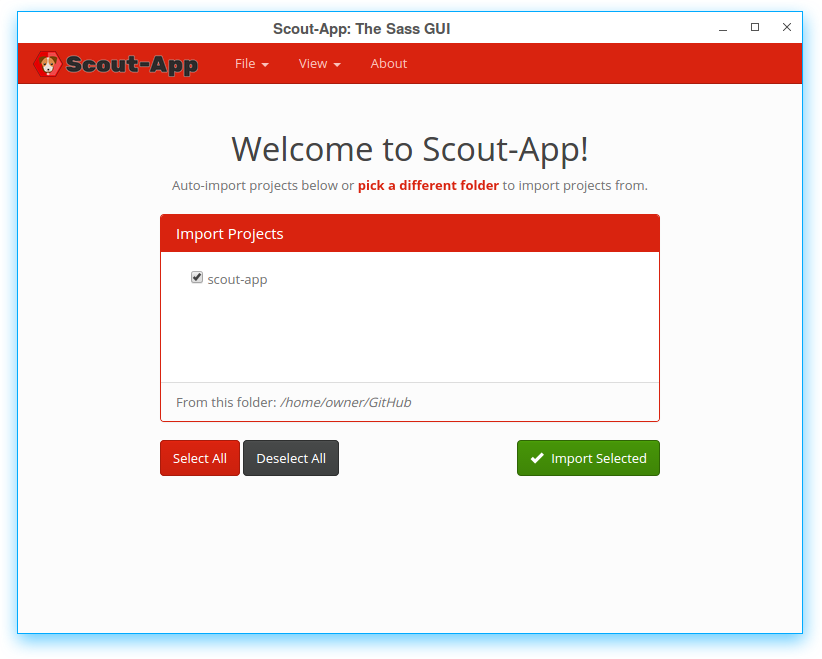 Scout-App: The Sass GUI
Scout-App File View About
Welcome to Scout-App!
Auto-import projects below or pick a different folder to import projects from.
Import Projects
scout-app
From this folder: /home/owner/GitHub
Select All Deselect All Import Selected